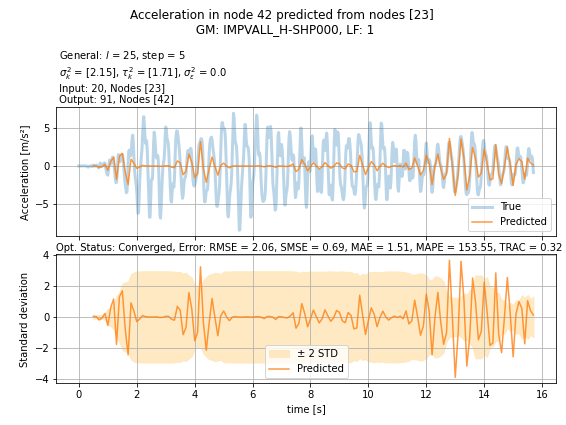 Acceleration in node 42 predicted from nodes [23]
GM: IMPVALL_H-SHP000, LF: 1
General: l = 25, step = 5
σ²ₖ = [2.15], τ²ₖ = [1.71], σ²ε = 0.0
Input: 20, Nodes [23]
Output: 91, Nodes [42]
Acceleration [m/s²]
5
0
−5
True
Predicted
Opt. Status: Converged, Error: RMSE = 2.06, SMSE = 0.69, MAE = 1.51, MAPE = 153.55, TRAC = 0.32
Standard deviation
4
2
0
−2
−4
± 2 STD
Predicted
0 2 4 6 8 10 12 14 16
time [s]